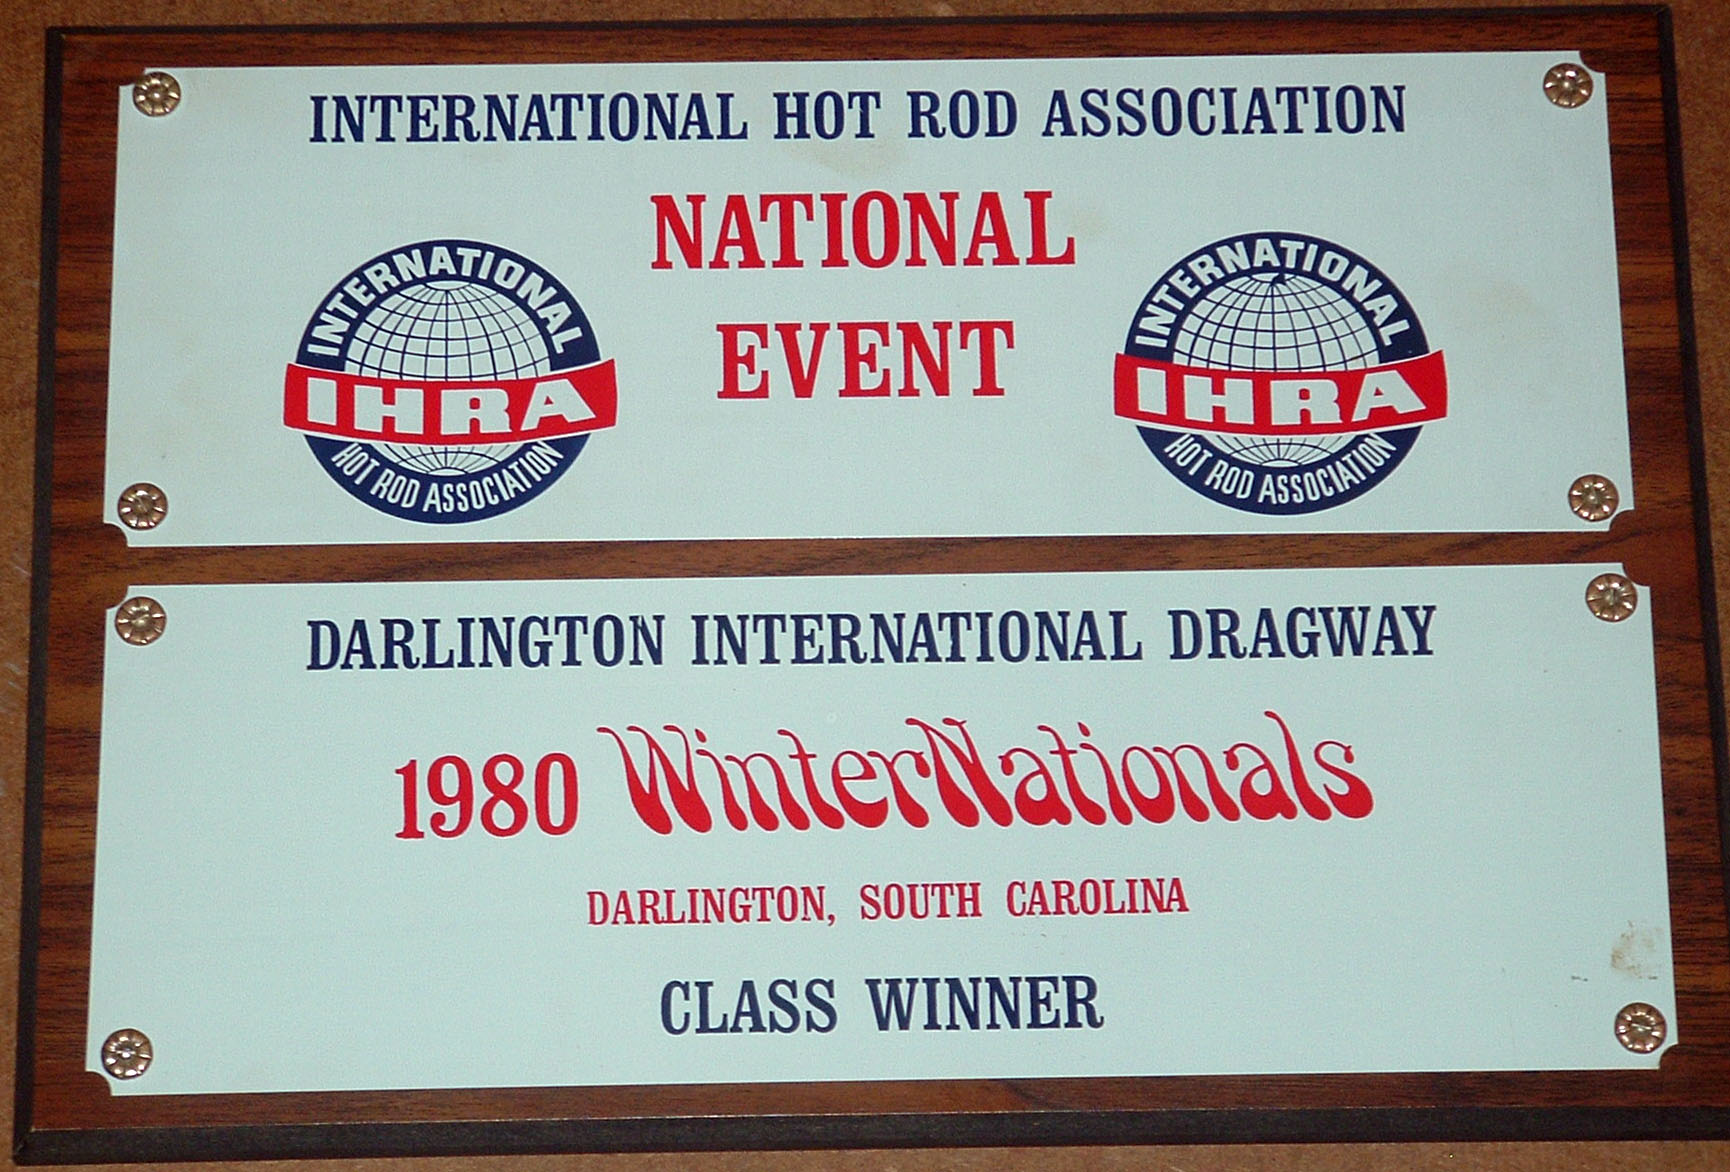 INTERNATIONAL HOT ROD ASSOCIATION
NATIONAL
EVENT
INTERNATIONAL
IHRA
HOT ROD ASSOCIATION
INTERNATIONAL
IHRA
HOT ROD ASSOCIATION
DARLINGTON INTERNATIONAL DRAGWAY
1980 WinterNationals
DARLINGTON, SOUTH CAROLINA
CLASS WINNER